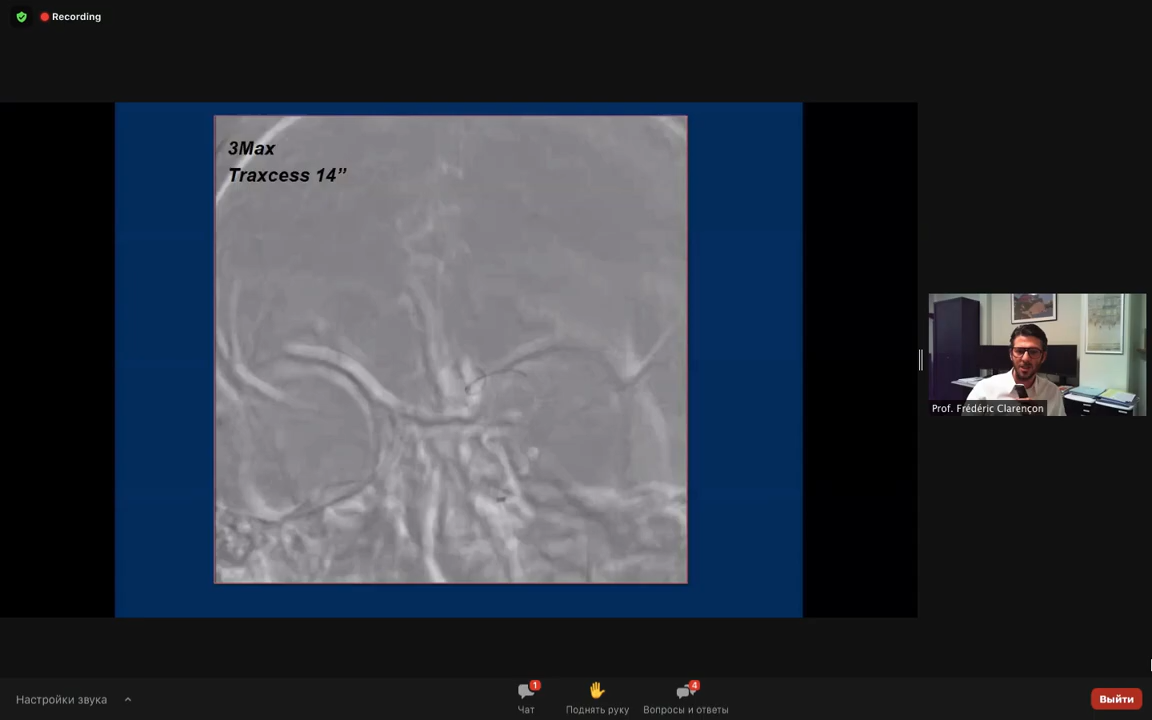 Recording
3Max
Traxcess 14”
Prof. Frédéric Clarençon
Настройки звука
1
Чат
Поднять руку
4
Вопросы и ответы
Выйти